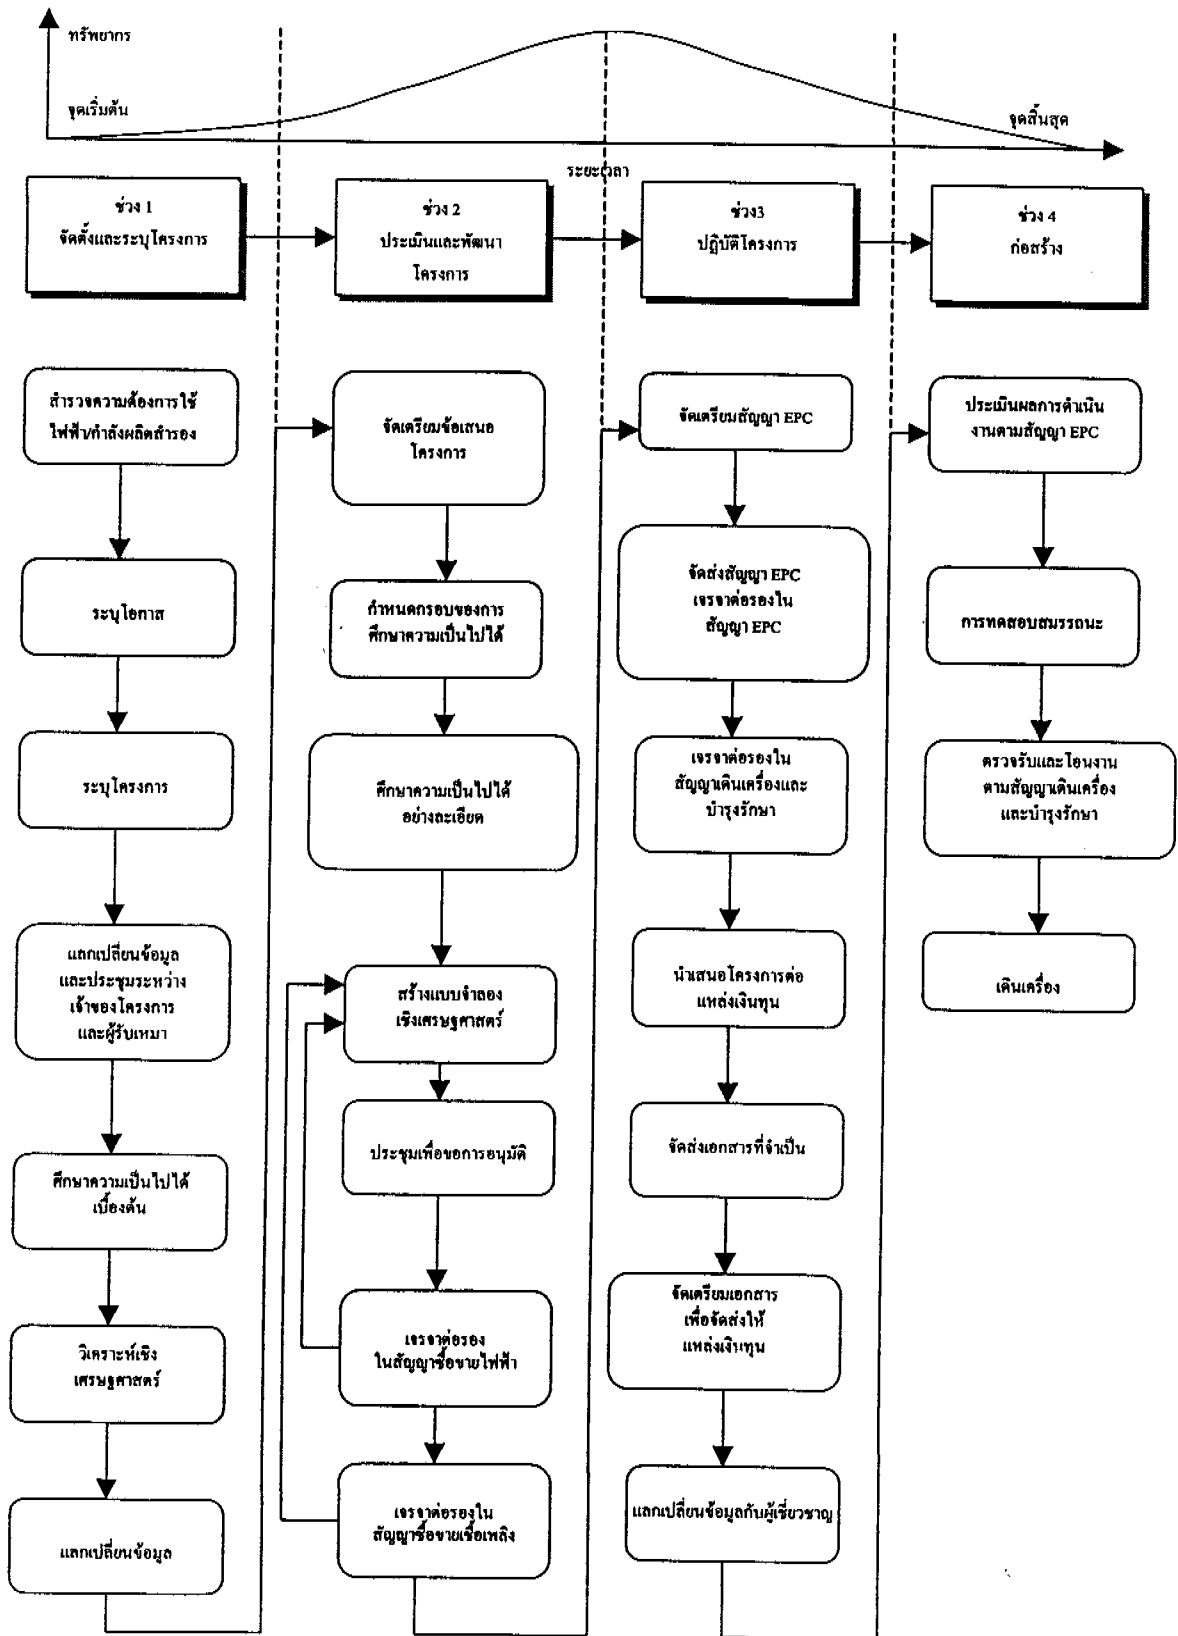 ทรัพยากร
จุดเริ่มต้น
จุดสิ้นสุด
ระยะเวลา
ช่วง 1
จัดตั้งและระบุโครงการ
ช่วง 2
ประเมินและพัฒนา
โครงการ
ช่วง3
ปฏิบัติโครงการ
ช่วง 4
ก่อสร้าง
สำรวจความต้องการใช้
ไฟฟ้า/กำลังผลิตสำรอง
ระบุโอกาส
ระบุโครงการ
แลกเปลี่ยนข้อมูล
และประชุมระหว่าง
เจ้าของโครงการ
และผู้รับเหมา
ศึกษาความเป็นไปได้
เบื้องต้น
วิเคราะห์เชิง
เศรษฐศาสตร์
แลกเปลี่ยนข้อมูล
จัดเตรียมข้อเสนอ
โครงการ
กำหนดกรอบของการ
ศึกษาความเป็นไปได้
ศึกษาความเป็นไปได้
อย่างละเอียด
สร้างแบบจำลอง
เชิงเศรษฐศาสตร์
ประชุมเพื่อขอการอนุมัติ
เจรจาต่อรอง
ในสัญญาซื้อขายไฟฟ้า
เจรจาต่อรองใน
สัญญาซื้อขายเชื้อเพลิง
จัดเตรียมสัญญา EPC
จัดส่งสัญญา EPC
เจรจาต่อรองใน
สัญญา EPC
เจรจาต่อรองใน
สัญญาเดินเครื่องและ
บำรุงรักษา
นำเสนอโครงการต่อ
แหล่งเงินทุน
จัดส่งเอกสารที่จำเป็น
จัดเตรียมเอกสาร
เพื่อจัดส่งให้
แหล่งเงินทุน
แลกเปลี่ยนข้อมูลกับผู้เชี่ยวชาญ
ประเมินผลการดำเนิน
งานตามสัญญา EPC
การทดสอบสมรรถนะ
ตรวจรับและโอนงาน
ตามสัญญาเดินเครื่อง
และบำรุงรักษา
เดินเครื่อง